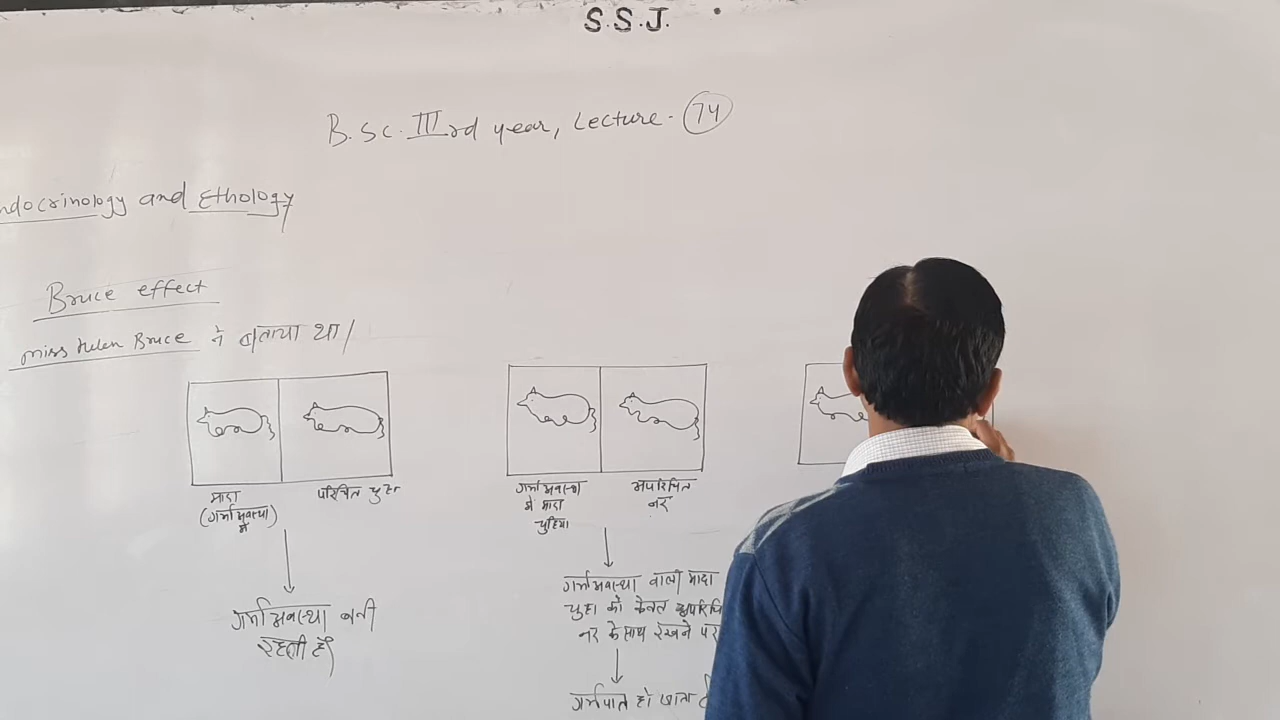 S.S.J.
B.Sc. IIIrd year, Lecture - 74
ndocrinology and Ethology
Bruce effect
miss Helen Bruce ने बताया था।
मादा
(गर्भावस्था)
में
परिचित चुहा
गर्भावस्था
में मादा
चुहिया
अपरिचित
नर
गर्भावस्था बनी
रहती है।
गर्भावस्था वाली मादा
चुहा को केवल अपरिचि
नर के साथ रखने पर
गर्भपात हो जाता है